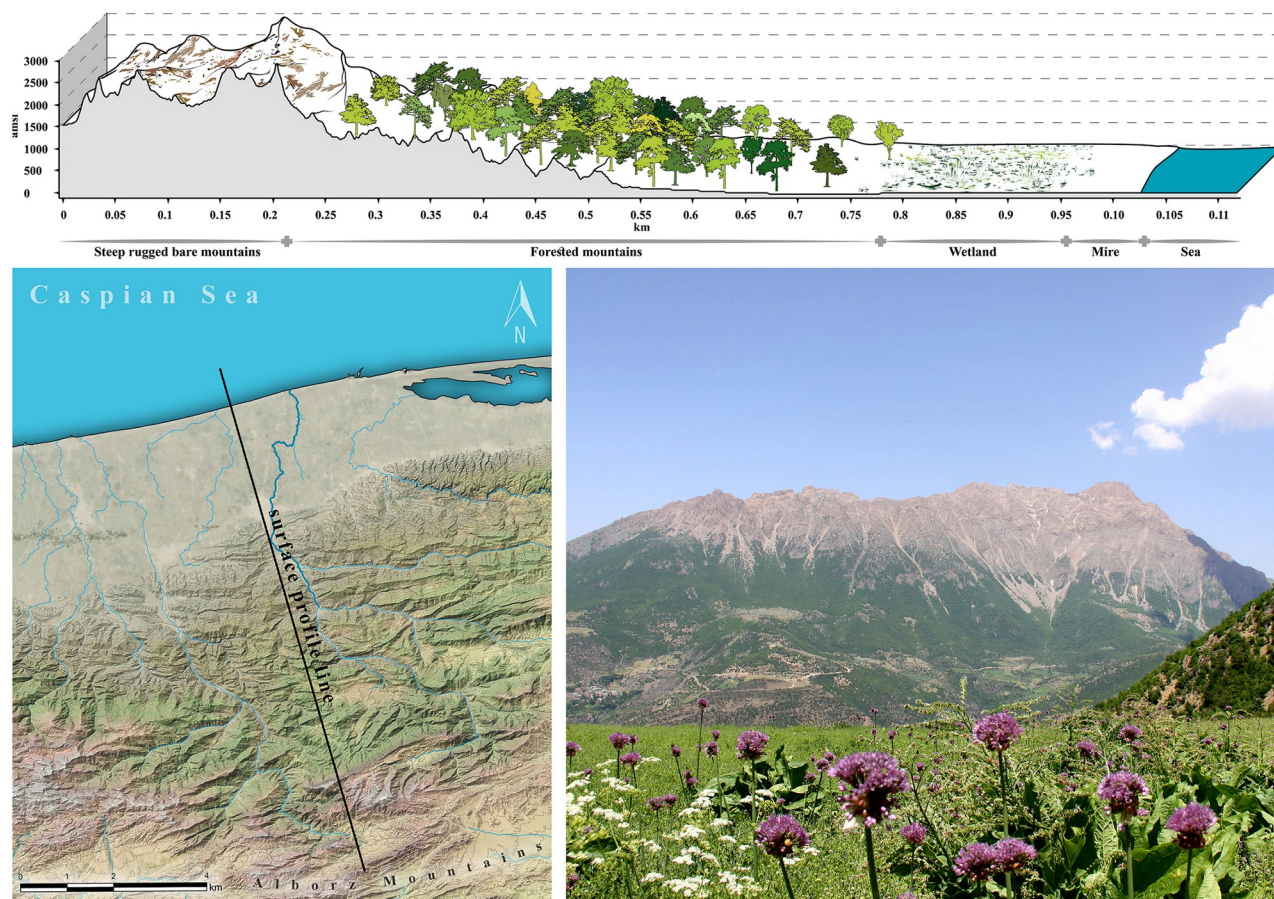 3000
2500
2000
1500
1000
500
0
amsl
0 0.05 0.1 0.15 0.2 0.25 0.3 0.35 0.4 0.45 0.5 0.55 0.6 0.65 0.7 0.75 0.8 0.85 0.9 0.95 0.10 0.105 0.11
km
Steep rugged bare mountains Forested mountains Wetland Mire Sea
Caspian Sea
N
surface profile line
Alborz Mountains
0 1 2 4
km